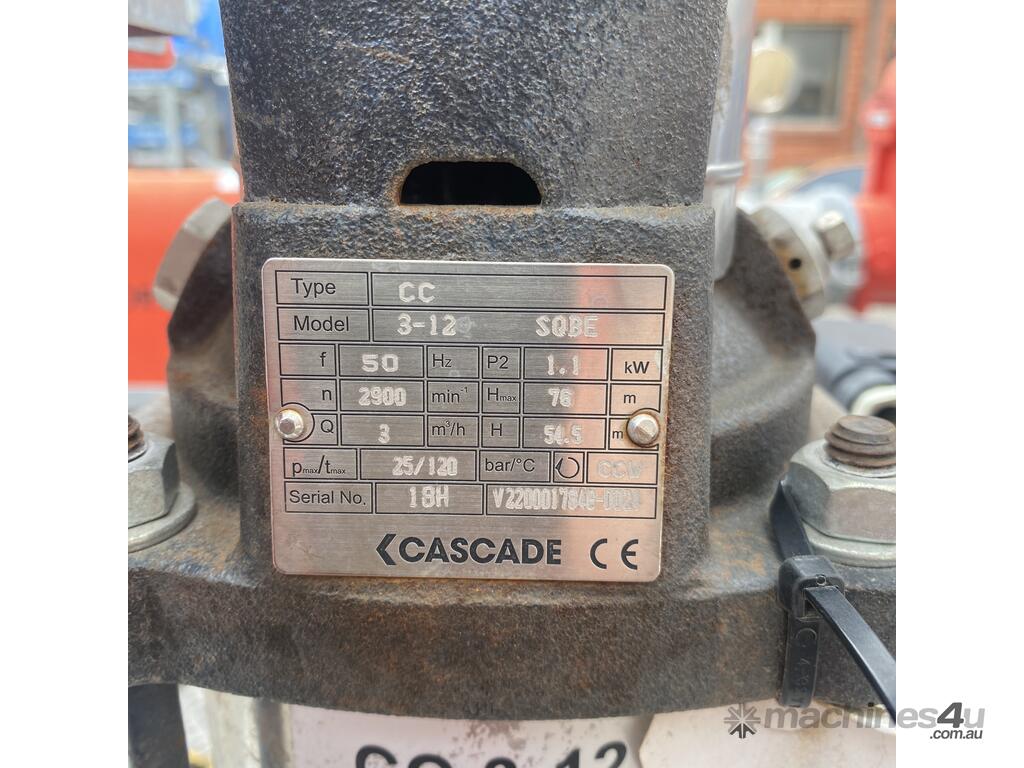 Type CC
Model 3-12 SQBE
f 50 Hz P2 1.1 kW
n 2900 min⁻¹ Hmax 76 m
Q 3 m³/h H 54.5 m
pmax/tmax 25/120 bar/°C CCW
Serial No. 18H
CASCADE CE
machines4u
.com.au